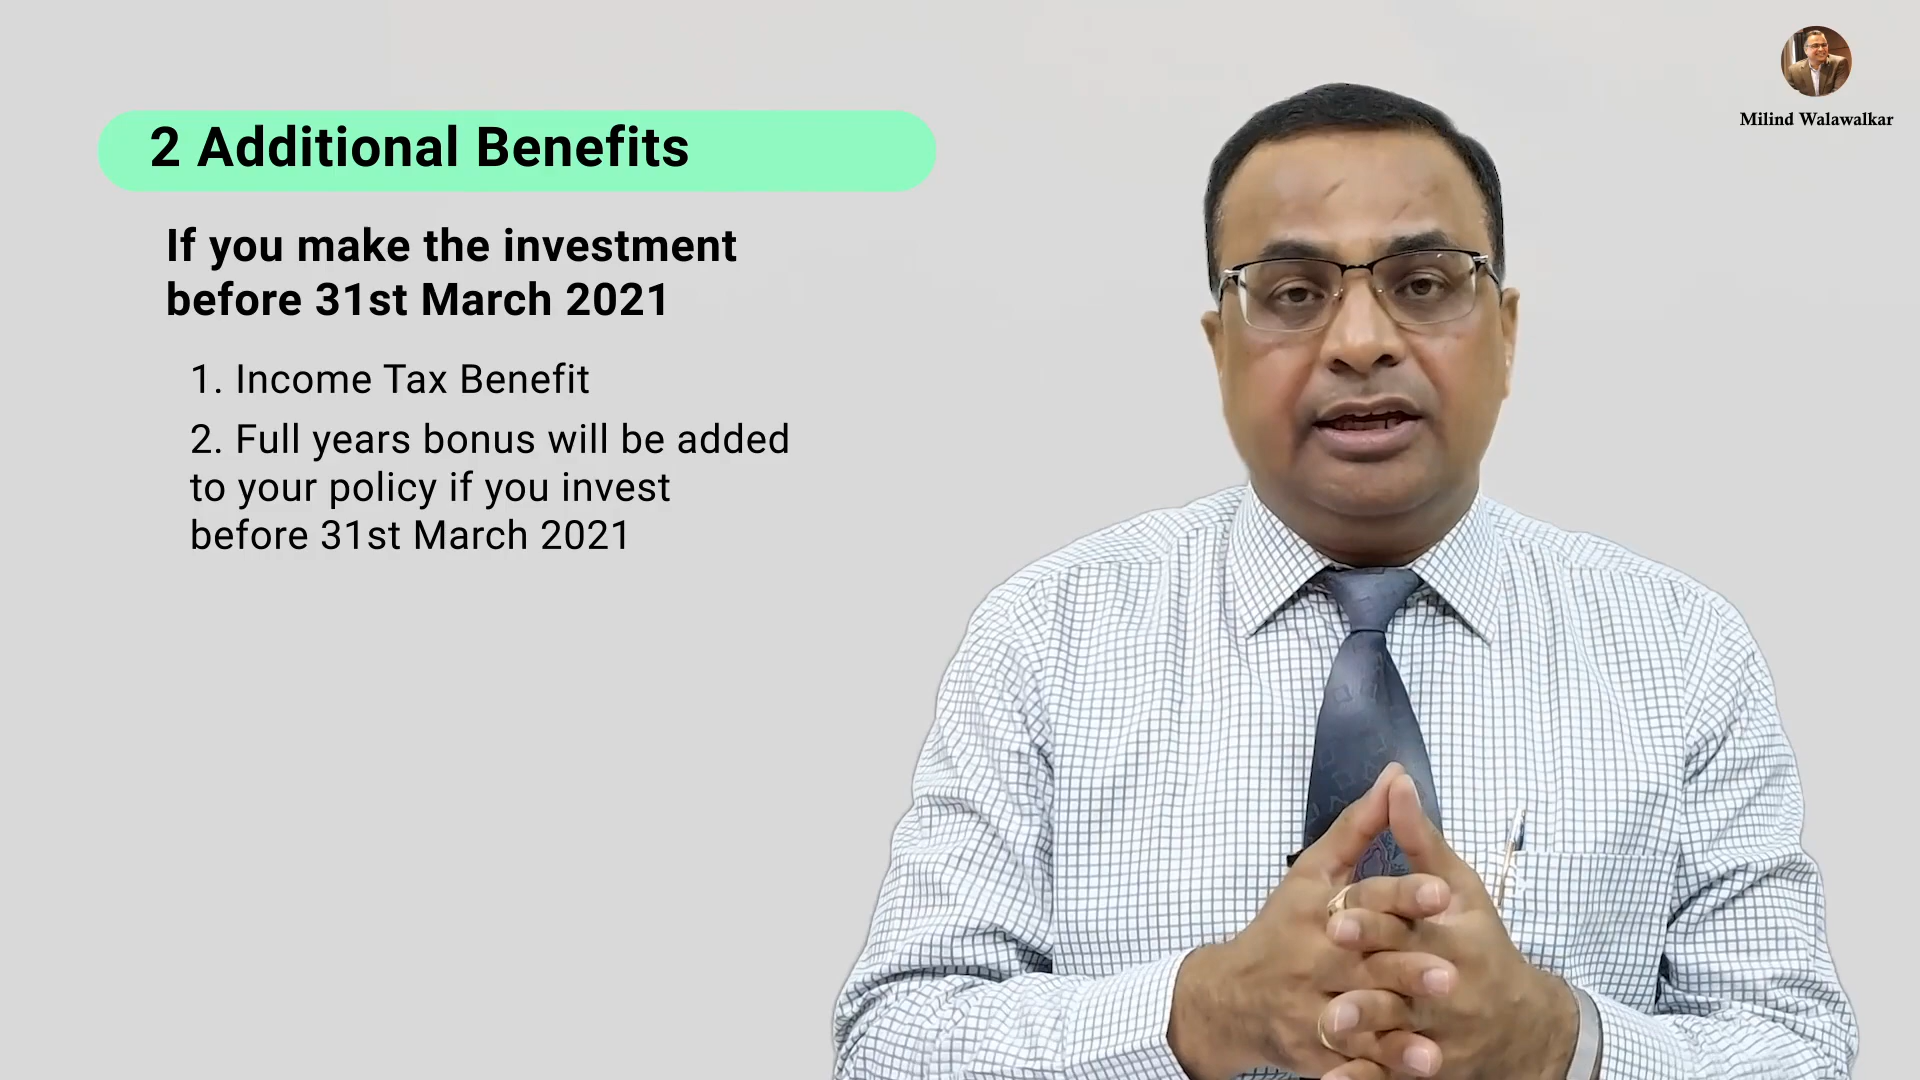 2 Additional Benefits
If you make the investment
before 31st March 2021
1. Income Tax Benefit
2. Full years bonus will be added
to your policy if you invest
before 31st March 2021
Milind Walawalkar